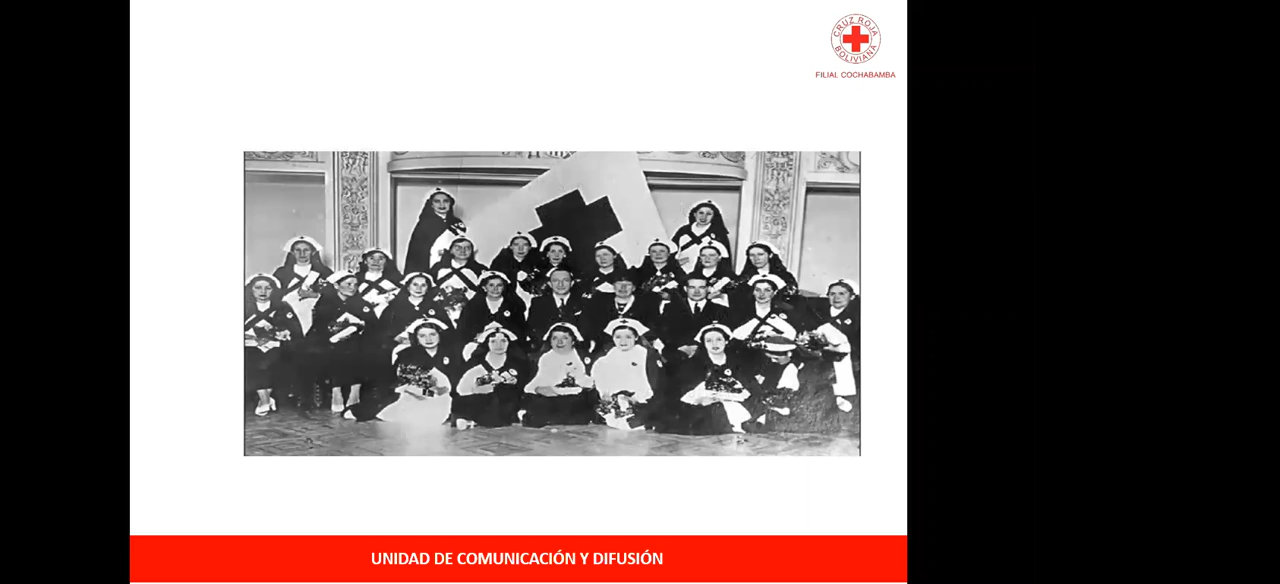 CRUZ ROJA
BOLIVIANA
FILIAL COCHABAMBA
UNIDAD DE COMUNICACIÓN Y DIFUSIÓN